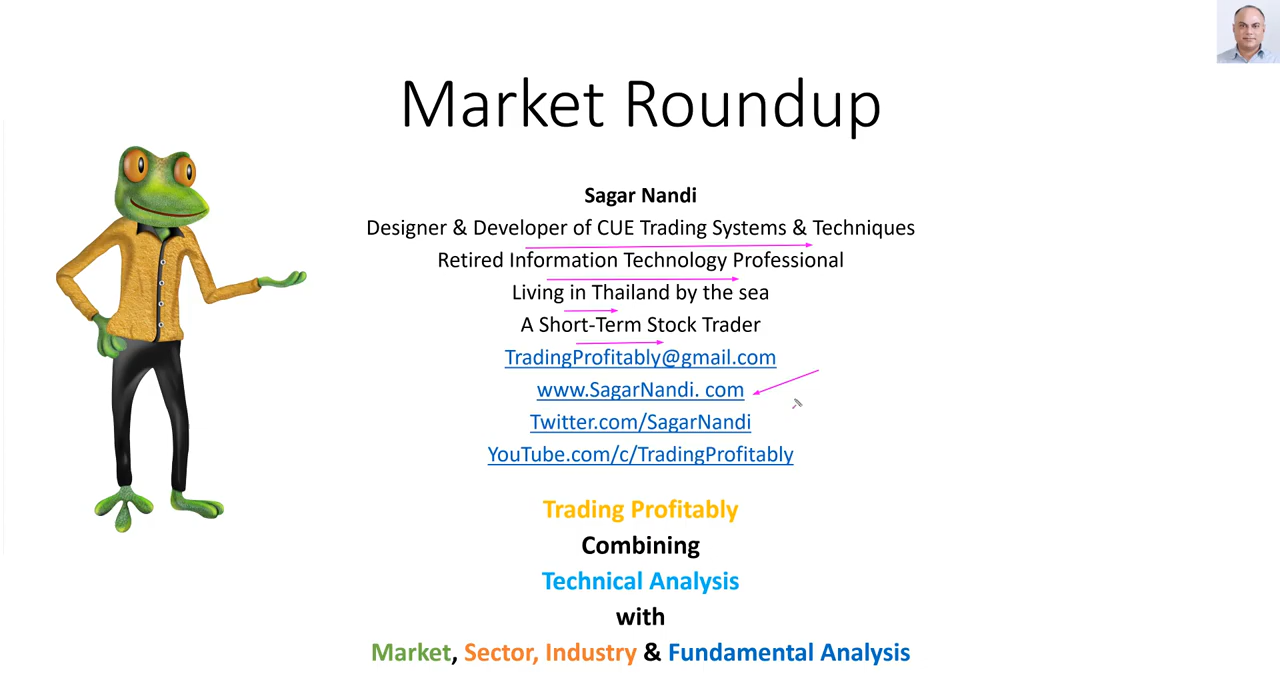 Market Roundup
Sagar Nandi
Designer & Developer of CUE Trading Systems & Techniques
Retired Information Technology Professional
Living in Thailand by the sea
A Short-Term Stock Trader
TradingProfitably@gmail.com
www.SagarNandi. com
Twitter.com/SagarNandi
YouTube.com/c/TradingProfitably
Trading Profitably
Combining
Technical Analysis
with
Market, Sector, Industry & Fundamental Analysis